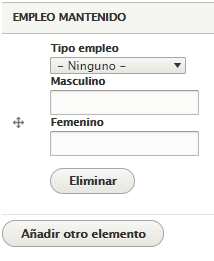 EMPLEO MANTENIDO
Tipo empleo
- Ninguno -
Masculino
Femenino
Eliminar
Añadir otro elemento